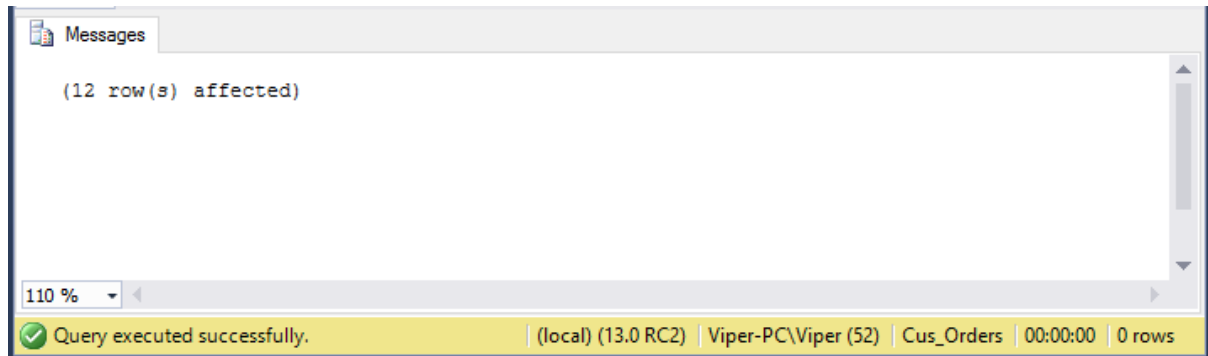 Messages
(12 row(s) affected)
110 %
Query executed successfully. (local) (13.0 RC2) Viper-PC\Viper (52) Cus_Orders 00:00:00 0 rows